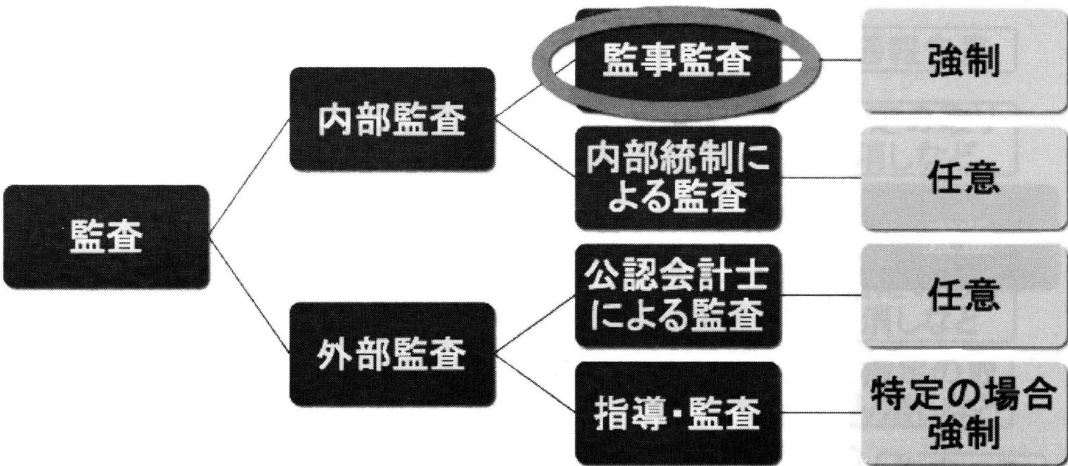 監査
内部監査
監事監査
強制
内部統制に
よる監査
任意
外部監査
公認会計士
による監査
任意
指導・監査
特定の場合
強制